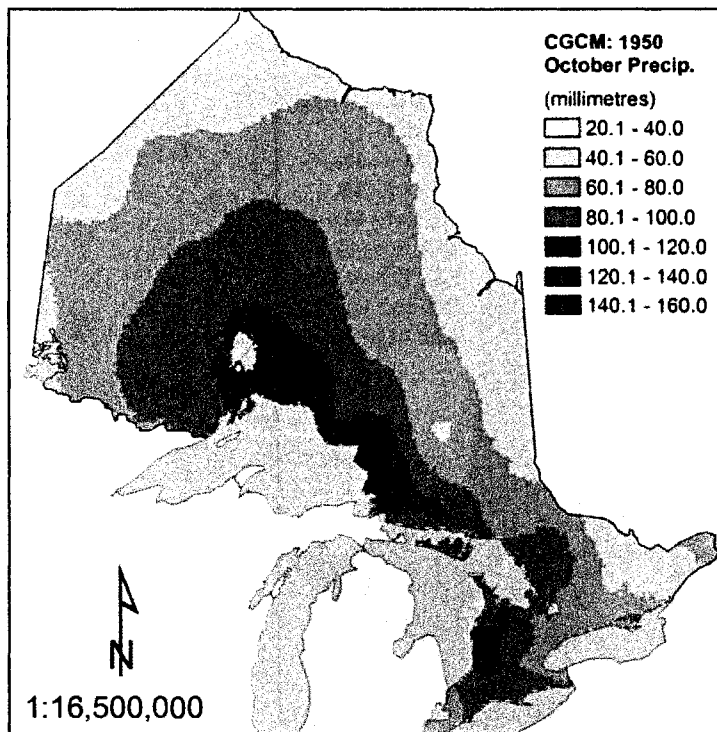 CGCM: 1950
October Precip.
(millimetres)
20.1 - 40.0
40.1 - 60.0
60.1 - 80.0
80.1 - 100.0
100.1 - 120.0
120.1 - 140.0
140.1 - 160.0
N
1:16,500,000